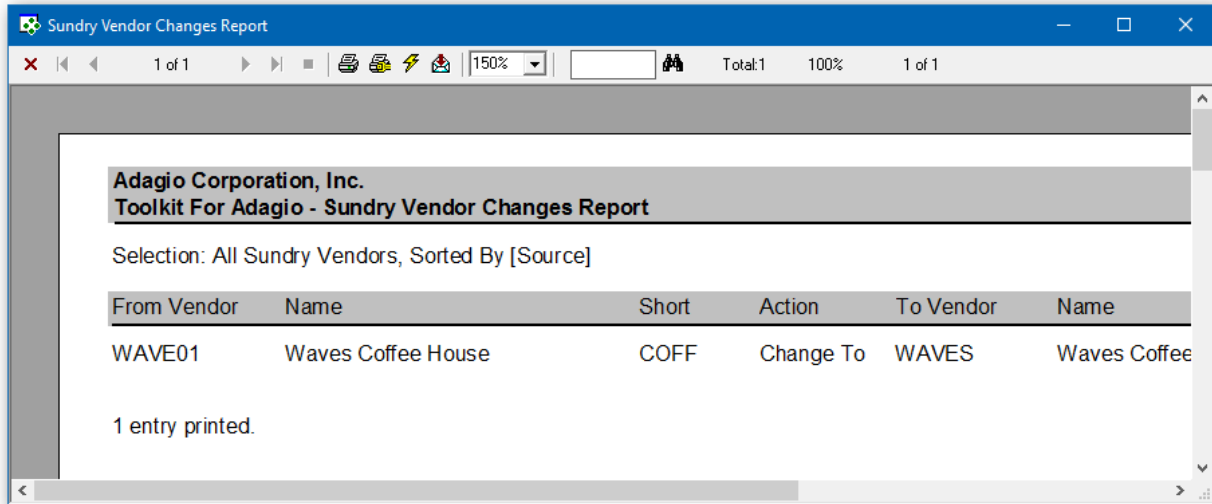 Sundry Vendor Changes Report
1 of 1 150% Total:1 100% 1 of 1
Adagio Corporation, Inc.
Toolkit For Adagio - Sundry Vendor Changes Report
Selection: All Sundry Vendors, Sorted By [Source]
From Vendor Name Short Action To Vendor Name
WAVE01 Waves Coffee House COFF Change To WAVES Waves Coffee
1 entry printed.